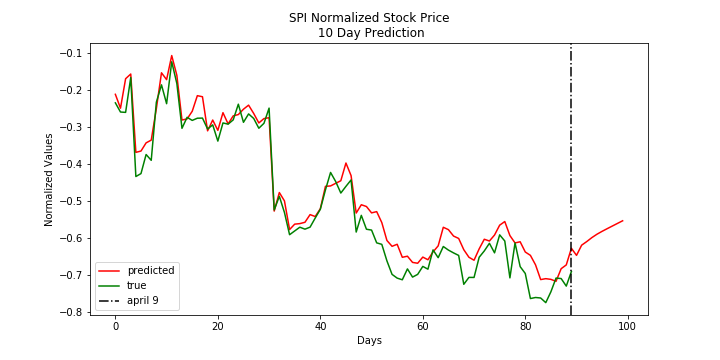 SPI Normalized Stock Price
10 Day Prediction
−0.1
−0.2
−0.3
−0.4
−0.5
−0.6
−0.7
−0.8
Normalized Values
predicted
true
april 9
0
20
40
60
80
100
Days